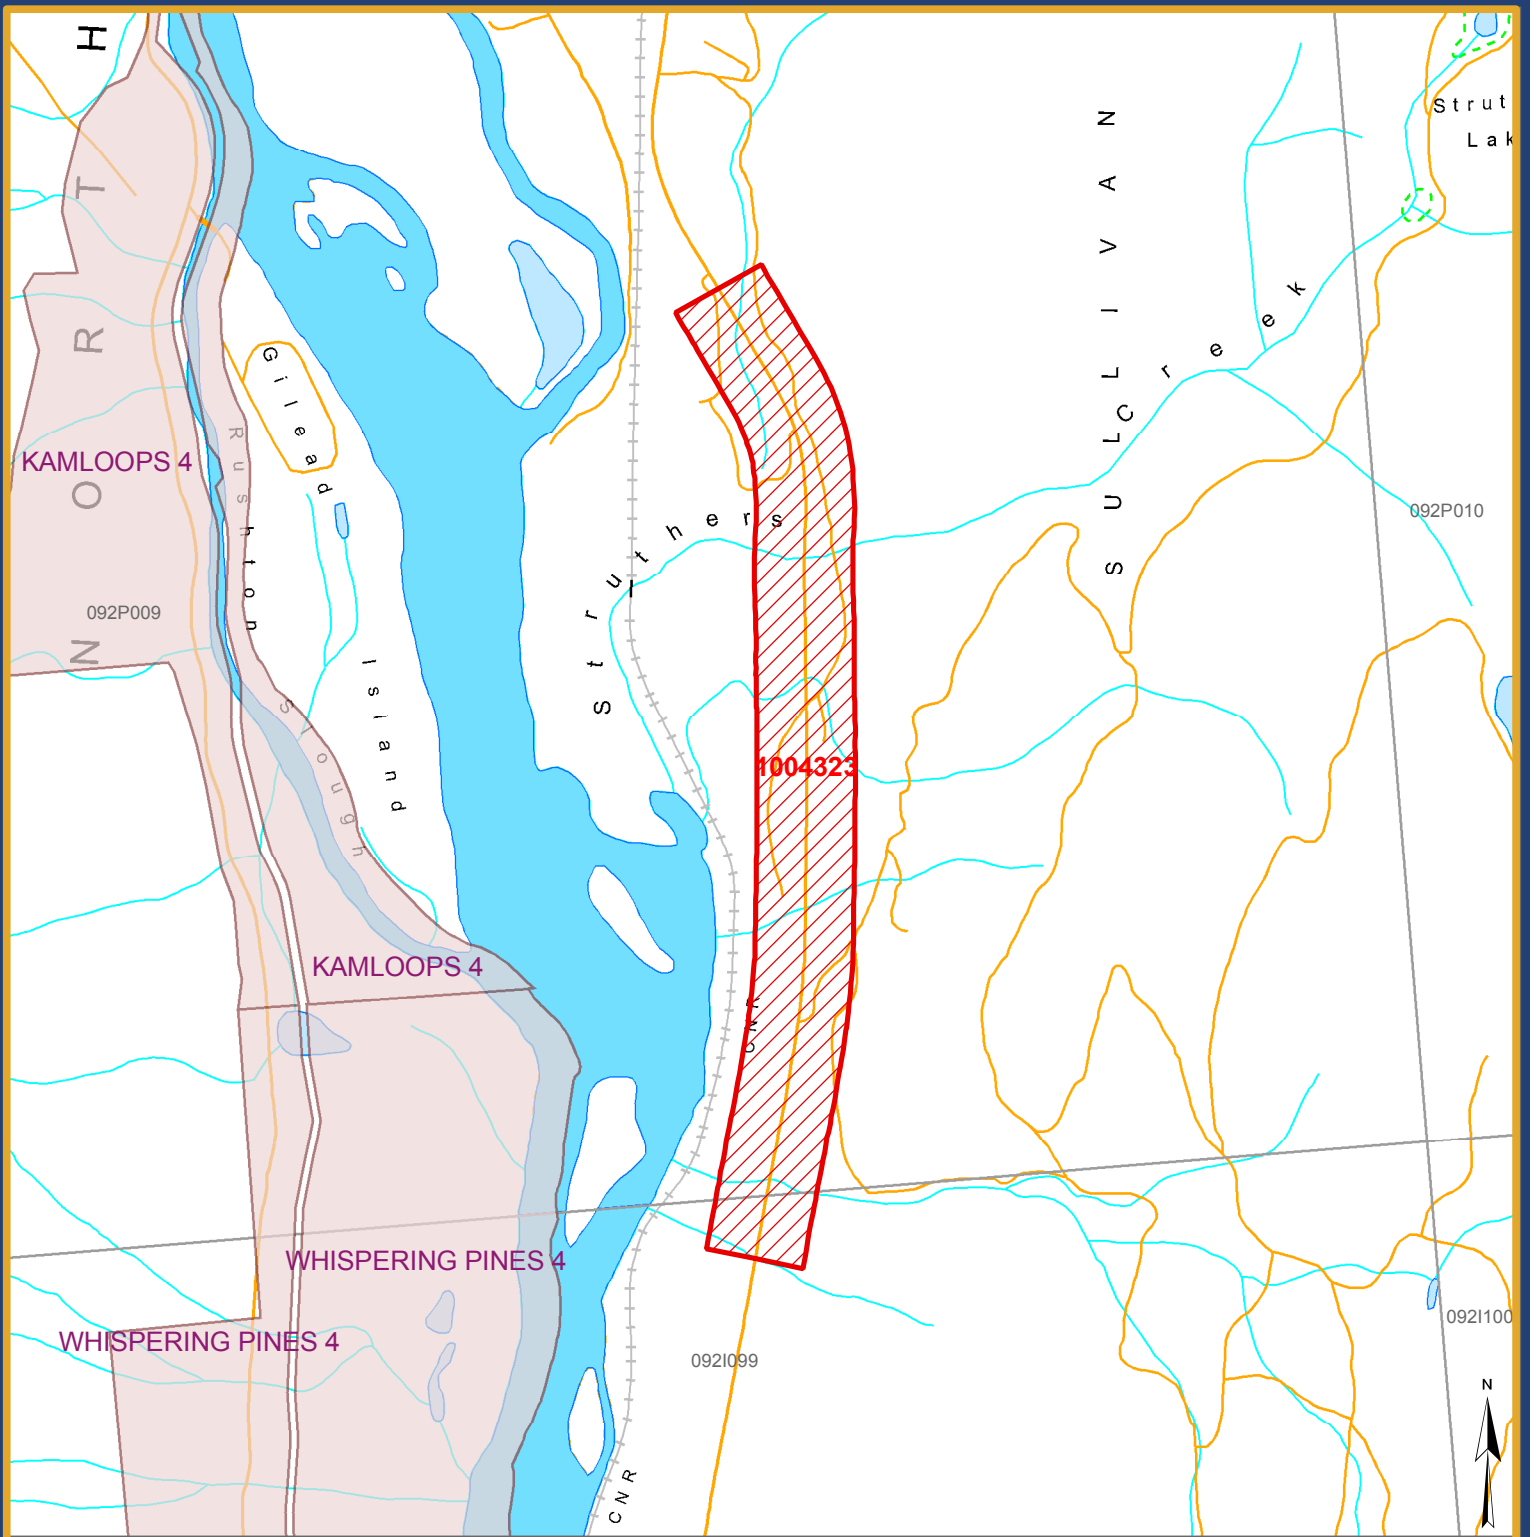 NORTH
SULLIVAN
Strut
Lak
Gilead
Island
Rushton
Slough
KAMLOOPS 4
Struthers
Creek
092P010
092P009
1004323
KAMLOOPS 4
CNR
WHISPERING PINES 4
WHISPERING PINES 4
092I099
092I100
N
CNR